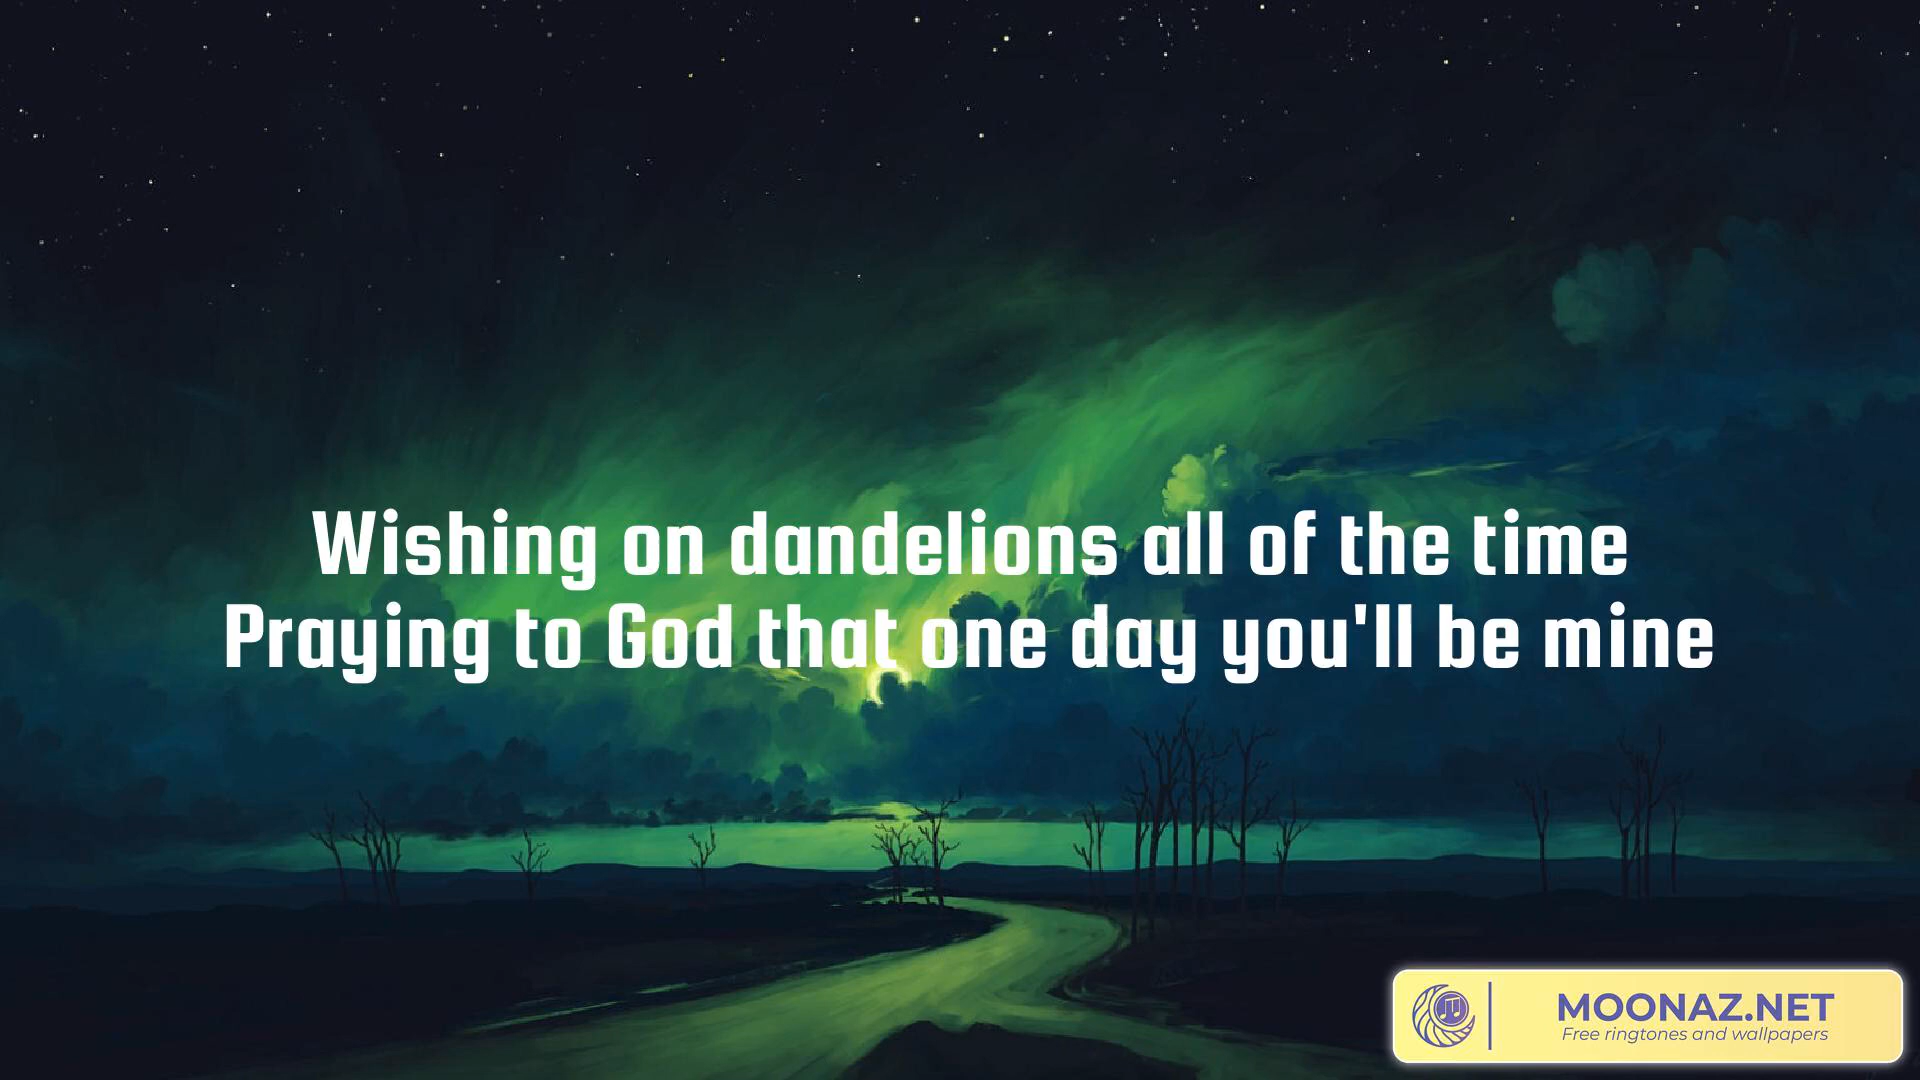 Wishing on dandelions all of the time
Praying to God that one day you'll be mine
MOONAZ.NET
Free ringtones and wallpapers